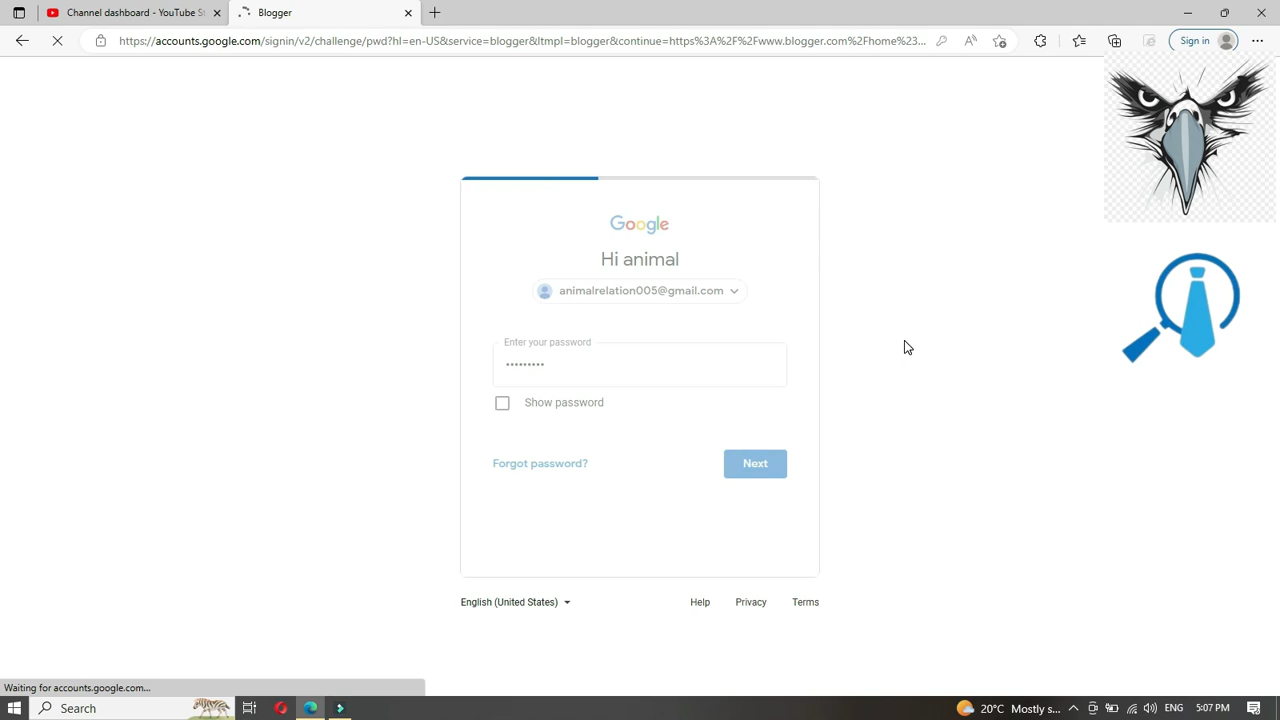 Channel dashboard - YouTube St
Blogger
https://accounts.google.com/signin/v2/challenge/pwd?hl=en-US&service=blogger&ltmpl=blogger&continue=https%3A%2F%2Fwww.blogger.com%2Fhome%23...
Sign in
Google
Hi animal
animalrelation005@gmail.com
Enter your password
•••••••••
Show password
Forgot password?
Next
English (United States)
Help
Privacy
Terms
Waiting for accounts.google.com...
Search
20°C Mostly s...
ENG
5:07 PM